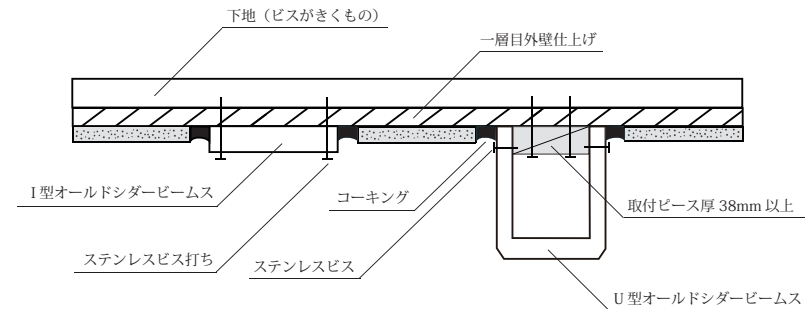 下地（ビスがきくもの）
一層目外壁仕上げ
I 型オールドシダービームス
コーキング
取付ピース厚 38mm 以上
ステンレスビス打ち
ステンレスビス
U 型オールドシダービームス